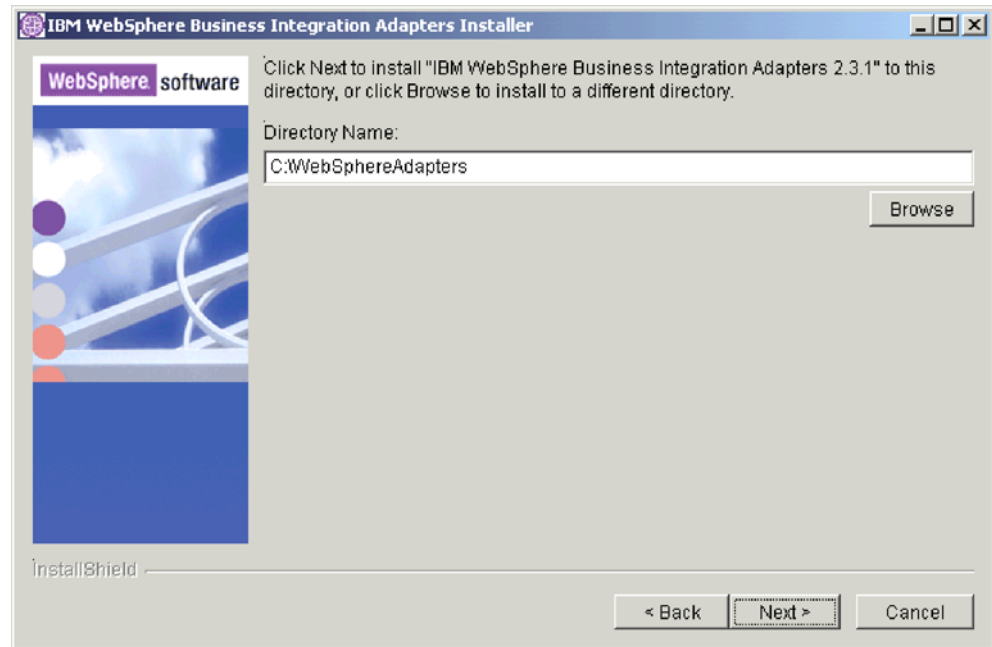 IBM WebSphere Business Integration Adapters Installer
WebSphere software
Click Next to install "IBM WebSphere Business Integration Adapters 2.3.1" to this
directory, or click Browse to install to a different directory.
Directory Name:
C:\WebSphereAdapters
Browse
InstallShield
< Back
Next >
Cancel